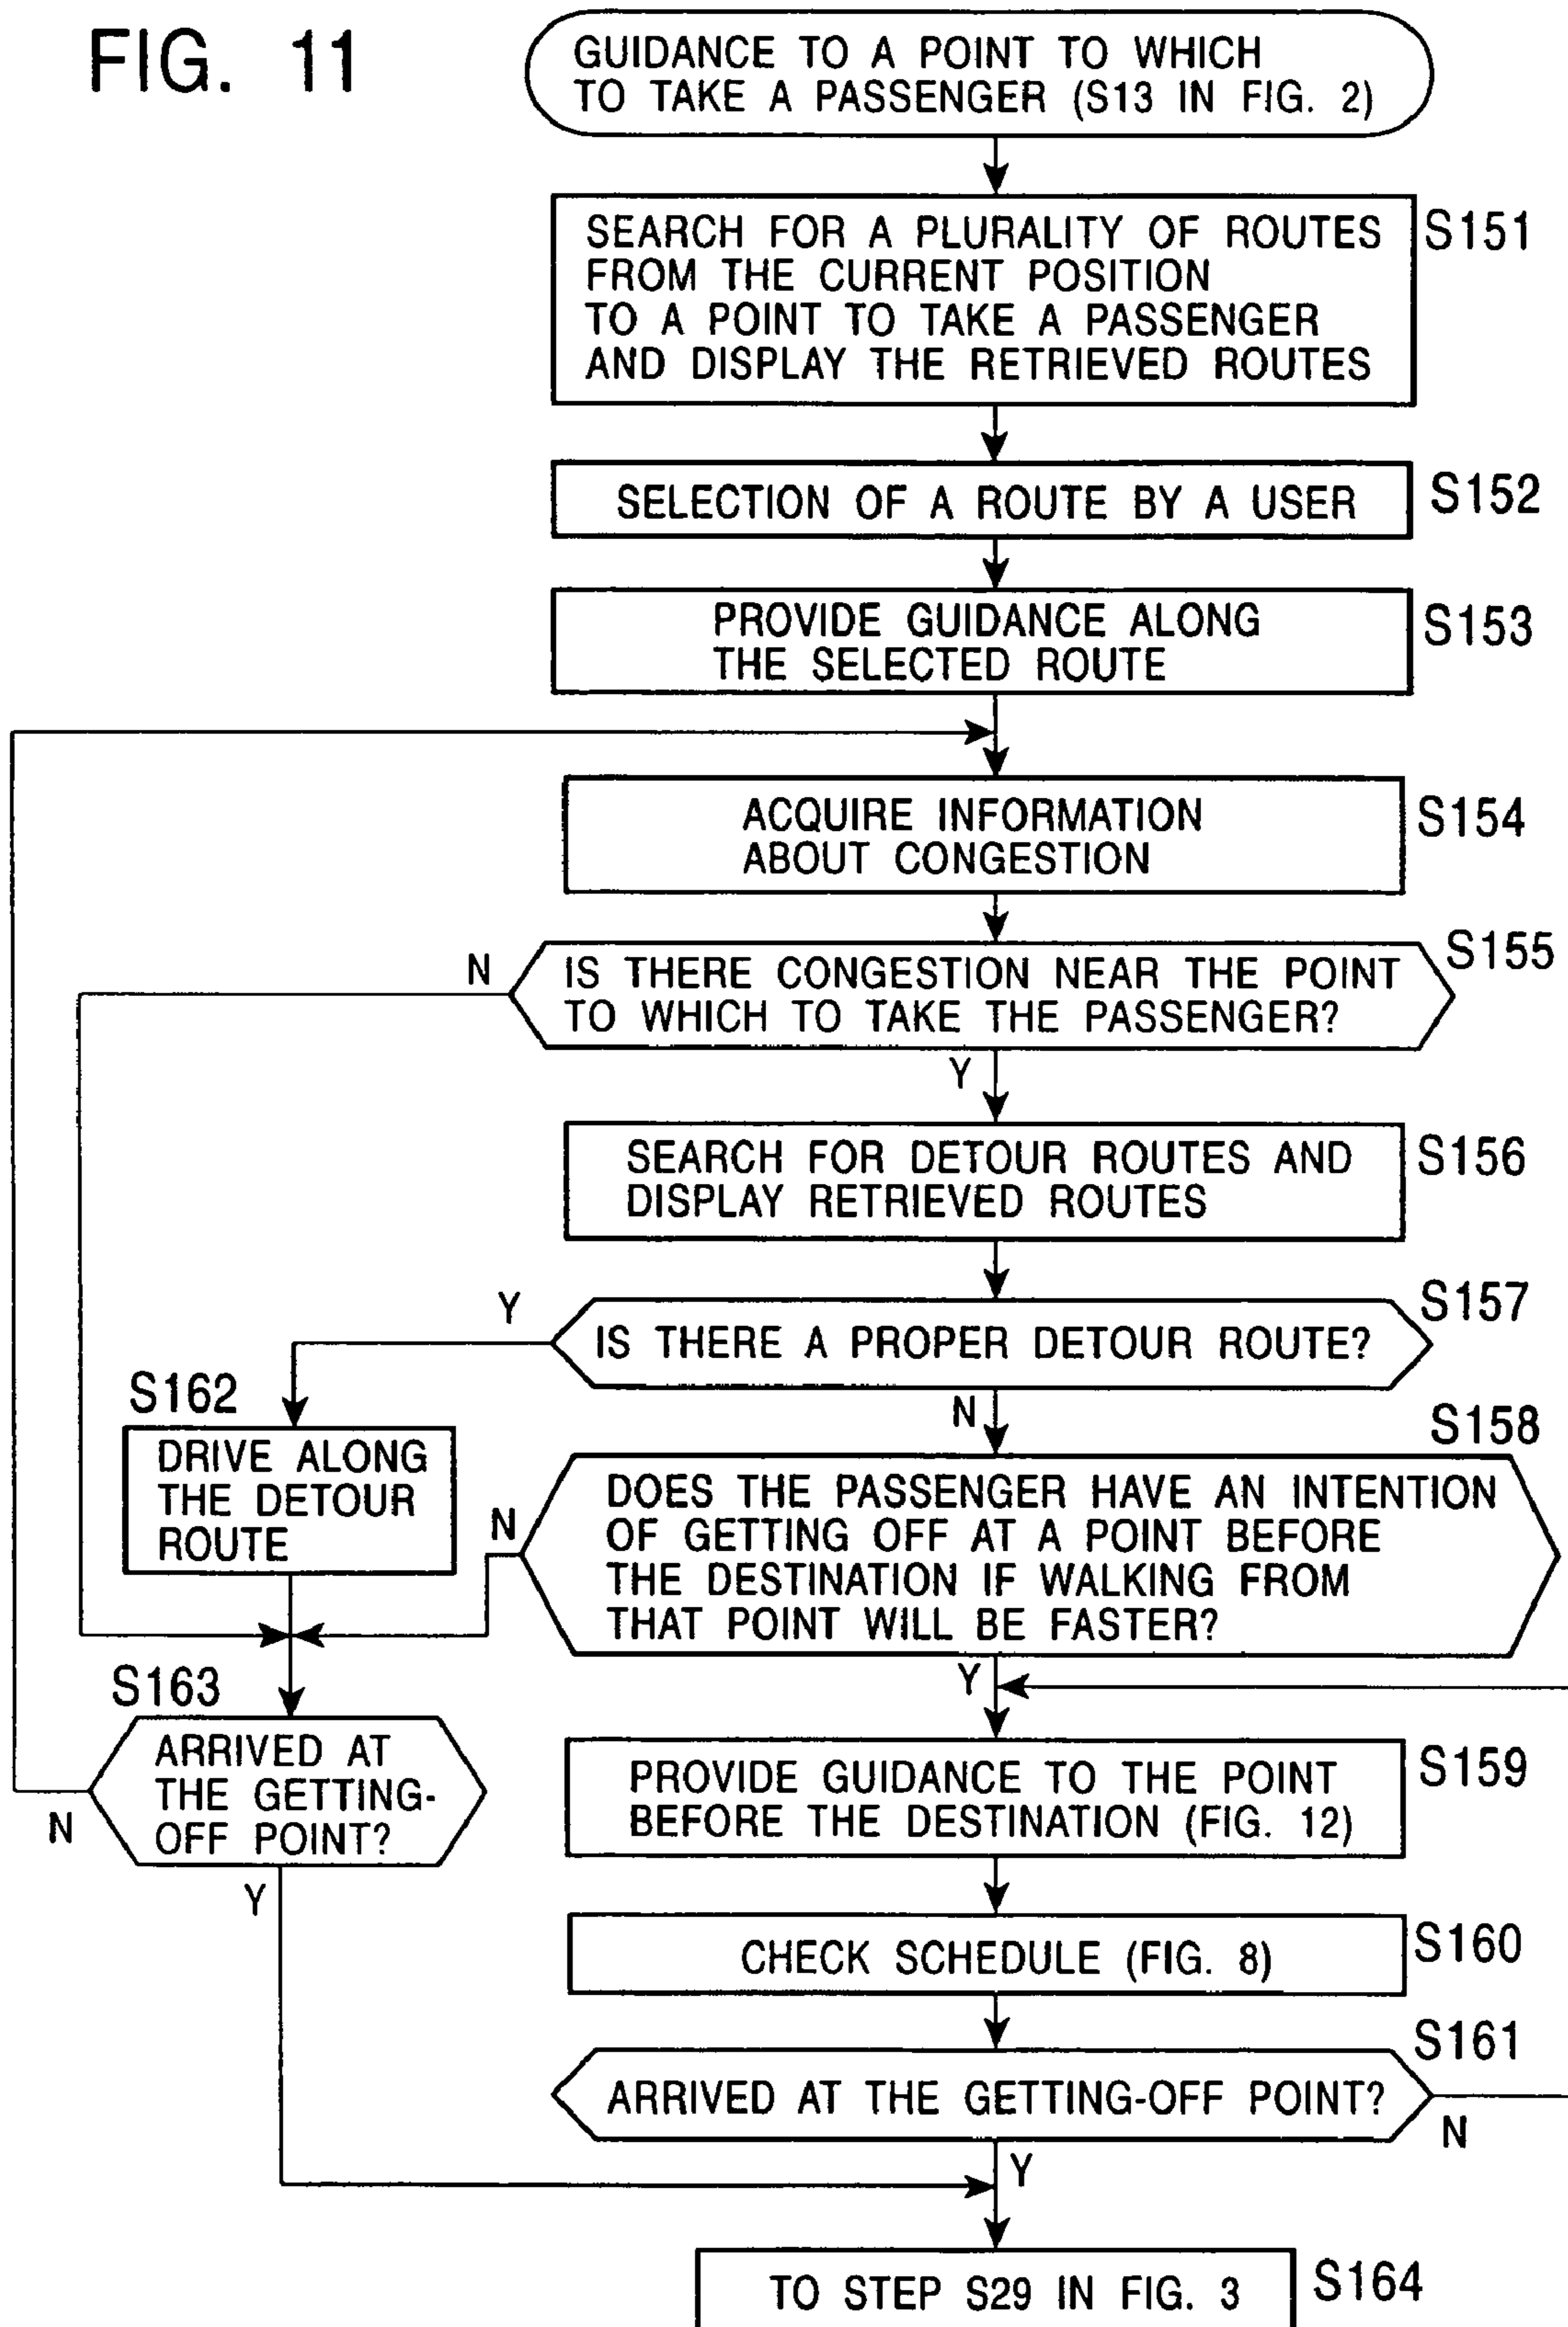 FIG. 11
GUIDANCE TO A POINT TO WHICH
TO TAKE A PASSENGER (S13 IN FIG. 2)
SEARCH FOR A PLURALITY OF ROUTES
FROM THE CURRENT POSITION
TO A POINT TO TAKE A PASSENGER
AND DISPLAY THE RETRIEVED ROUTES
S151
SELECTION OF A ROUTE BY A USER
S152
PROVIDE GUIDANCE ALONG
THE SELECTED ROUTE
S153
ACQUIRE INFORMATION
ABOUT CONGESTION
S154
IS THERE CONGESTION NEAR THE POINT
TO WHICH TO TAKE THE PASSENGER?
S155
N
Y
SEARCH FOR DETOUR ROUTES AND
DISPLAY RETRIEVED ROUTES
S156
IS THERE A PROPER DETOUR ROUTE?
S157
Y
N
S162
DRIVE ALONG
THE DETOUR
ROUTE
S158
DOES THE PASSENGER HAVE AN INTENTION
OF GETTING OFF AT A POINT BEFORE
THE DESTINATION IF WALKING FROM
THAT POINT WILL BE FASTER?
N
Y
S163
ARRIVED AT
THE GETTING-
OFF POINT?
N
Y
PROVIDE GUIDANCE TO THE POINT
BEFORE THE DESTINATION (FIG. 12)
S159
CHECK SCHEDULE (FIG. 8)
S160
ARRIVED AT THE GETTING-OFF POINT?
S161
N
Y
TO STEP S29 IN FIG. 3
S164